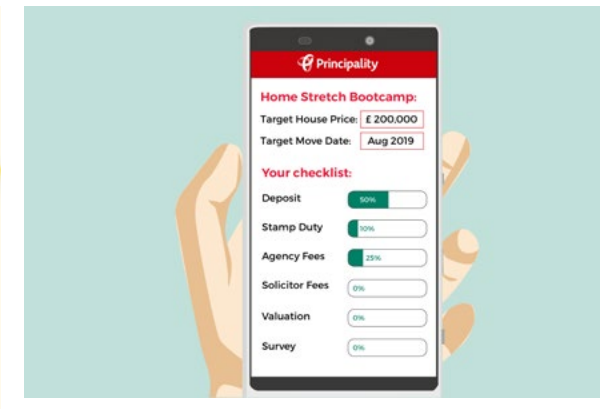 Principality
Home Stretch Bootcamp:
Target House Price: £ 200,000
Target Move Date: Aug 2019
Your checklist:
Deposit 50%
Stamp Duty 10%
Agency Fees 25%
Solicitor Fees 0%
Valuation 0%
Survey 0%